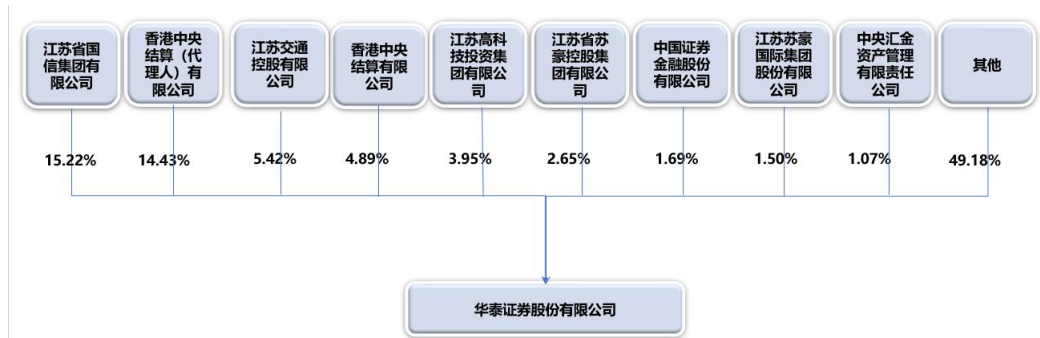 江苏省国
信集团有
限公司
香港中央
结算（代
理人）有
限公司
江苏交通
控股有限
公司
香港中央
结算有限
公司
江苏高科
技投资集
团有限公
司
江苏省苏
豪控股集
团有限公
司
中国证券
金融股份
有限公司
江苏苏豪
国际集团
股份有限
公司
中央汇金
资产管理
有限责任
公司
其他
15.22%
14.43%
5.42%
4.89%
3.95%
2.65%
1.69%
1.50%
1.07%
49.18%
华泰证券股份有限公司